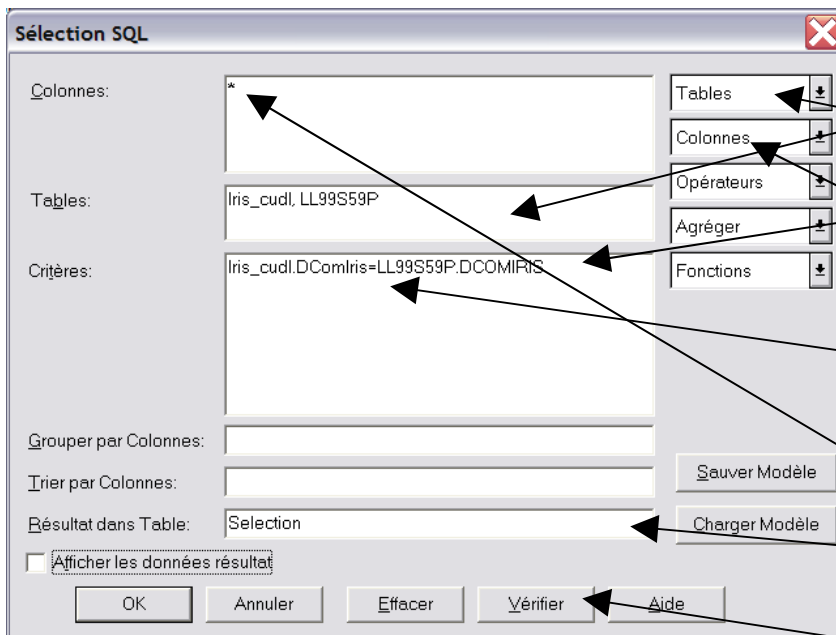 Sélection SQL
Colonnes:
*
Tables
Colonnes
Opérateurs
Agréger
Fonctions
Tables:
Iris_cudl, LL99S59P
Critères:
Iris_cudl.DComIris=LL99S59P.DCOMIRIS
Grouper par Colonnes:
Trier par Colonnes:
Sauver Modèle
Résultat dans Table:
Selection
Charger Modèle
Afficher les données résultat
OK
Annuler
Effacer
Vérifier
Aide